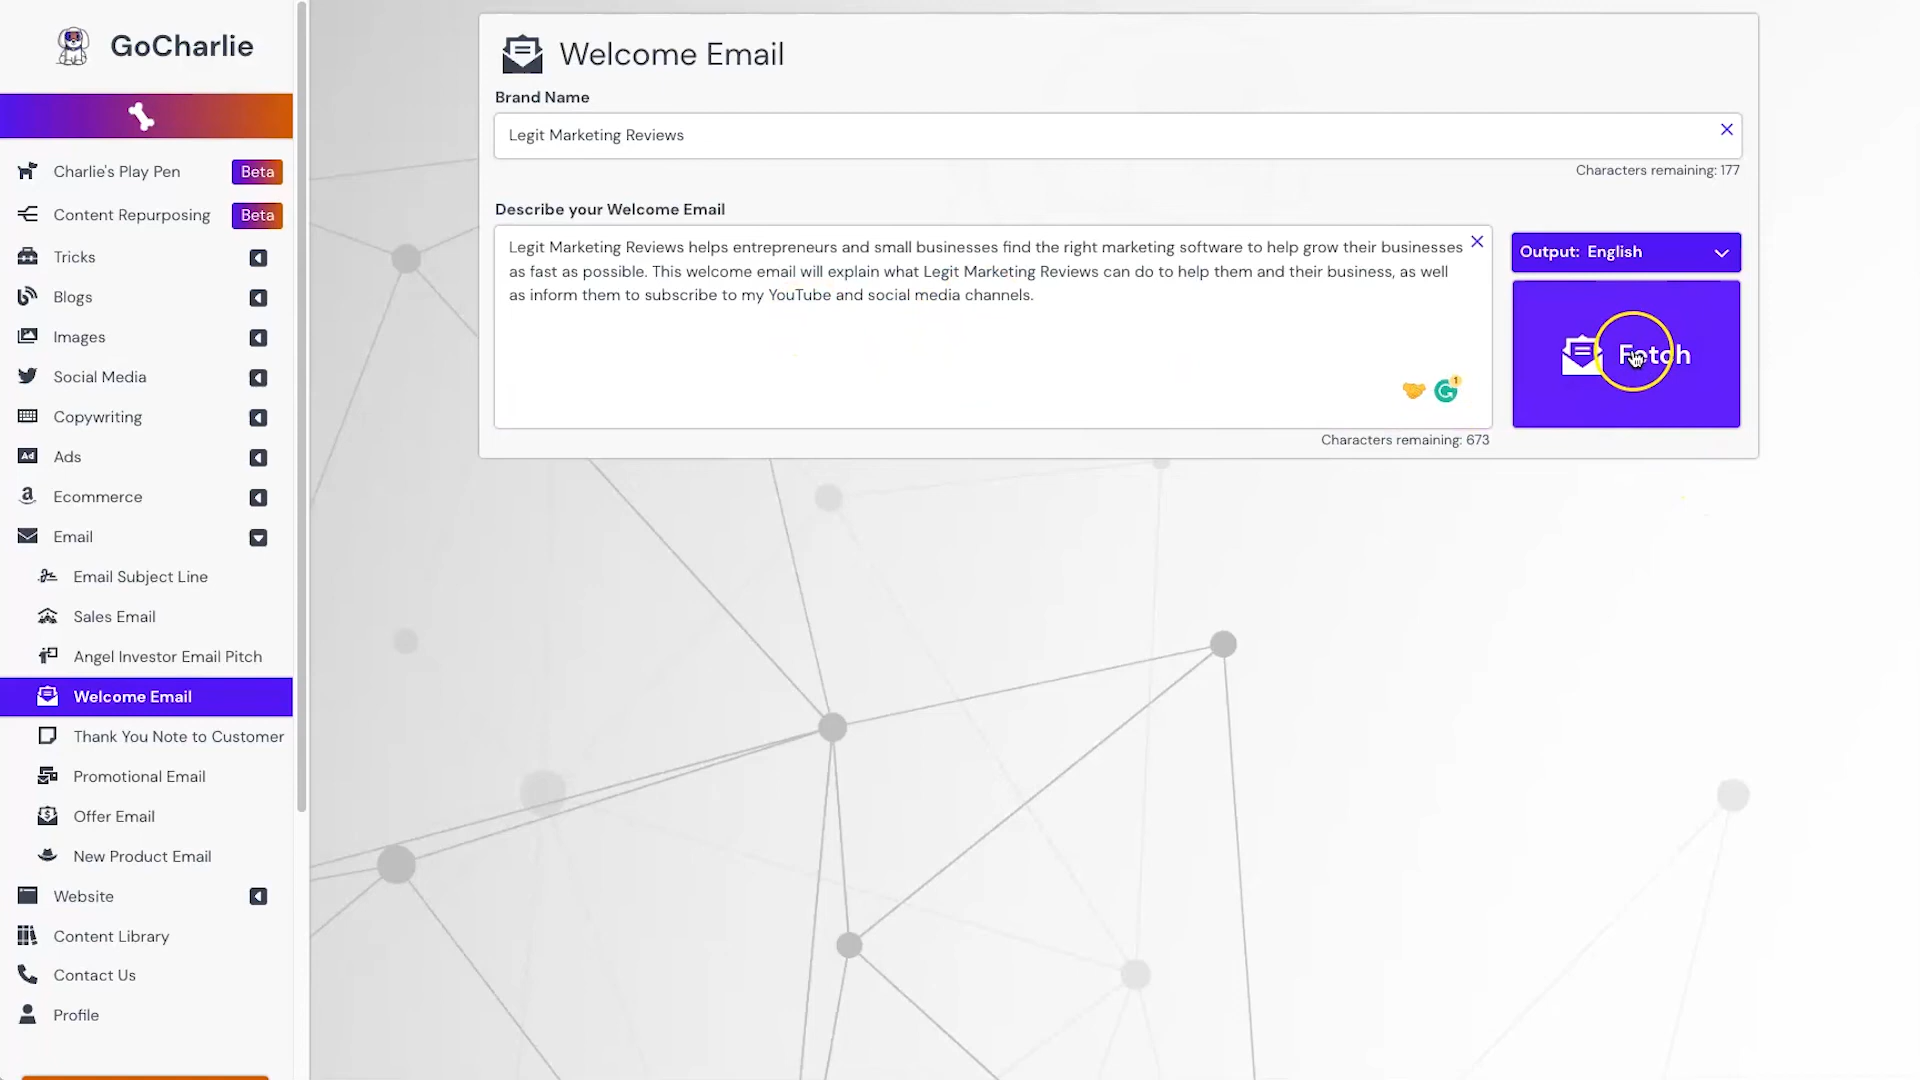 GoCharlie
Charlie's Play Pen Beta
Content Repurposing Beta
Tricks
Blogs
Images
Social Media
Copywriting
Ad Ads
Ecommerce
Email
Email Subject Line
Sales Email
Angel Investor Email Pitch
Welcome Email
Thank You Note to Customer
Promotional Email
Offer Email
New Product Email
Website
Content Library
Contact Us
Profile
Welcome Email
Brand Name
Legit Marketing Reviews
Characters remaining: 177
Describe your Welcome Email
Legit Marketing Reviews helps entrepreneurs and small businesses find the right marketing software to help grow their businesses
as fast as possible. This welcome email will explain what Legit Marketing Reviews can do to help them and their business, as well
as inform them to subscribe to my YouTube and social media channels.
1
Characters remaining: 673
Output: English
Fetch